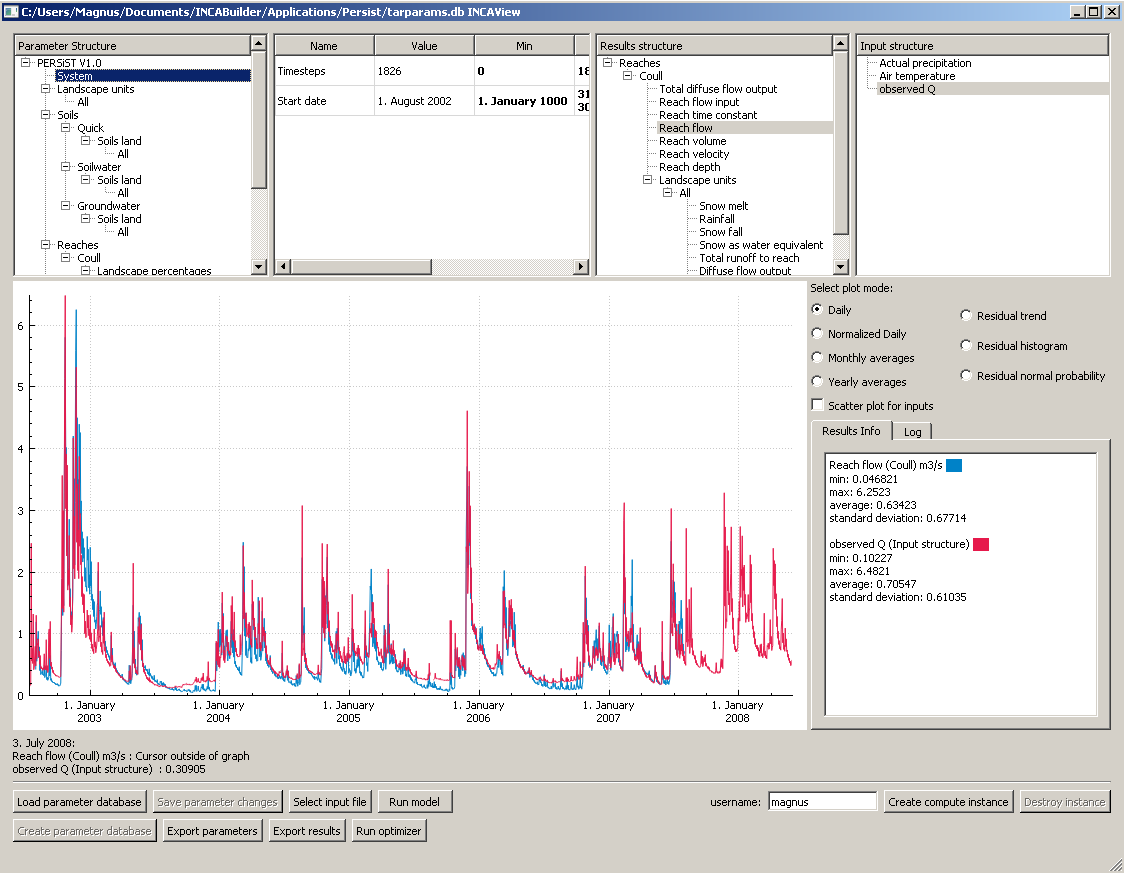 C:/Users/Magnus/Documents/INCABuilder/Applications/Persist/tarparams.db INCAView
Parameter Structure
PERSiST V1.0
System
Landscape units
All
Soils
Quick
Soils land
All
Soilwater
Soils land
All
Groundwater
Soils land
All
Reaches
Coull
Landscape percentages
Name Value Min
Timesteps 1826 0 18
Start date 1. August 2002 1. January 1000 31
30
Results structure
Reaches
Coull
Total diffuse flow output
Reach flow input
Reach time constant
Reach flow
Reach volume
Reach velocity
Reach depth
Landscape units
All
Snow melt
Rainfall
Snow fall
Snow as water equivalent
Total runoff to reach
Diffuse flow output
Input structure
Actual precipitation
Air temperature
observed Q
6
5
4
3
2
1
0
1. January 1. January 1. January 1. January 1. January 1. January
2003 2004 2005 2006 2007 2008
Select plot mode:
Daily
Normalized Daily
Monthly averages
Yearly averages
Residual trend
Residual histogram
Residual normal probability
Scatter plot for inputs
Results Info Log
Reach flow (Coull) m3/s
min: 0.046821
max: 6.2523
average: 0.63423
standard deviation: 0.67714
observed Q (Input structure)
min: 0.10227
max: 6.4821
average: 0.70547
standard deviation: 0.61035
3. July 2008:
Reach flow (Coull) m3/s : Cursor outside of graph
observed Q (Input structure) : 0.30905
Load parameter database Save parameter changes Select input file Run model username: magnus Create compute instance Destroy instance
Create parameter database Export parameters Export results Run optimizer